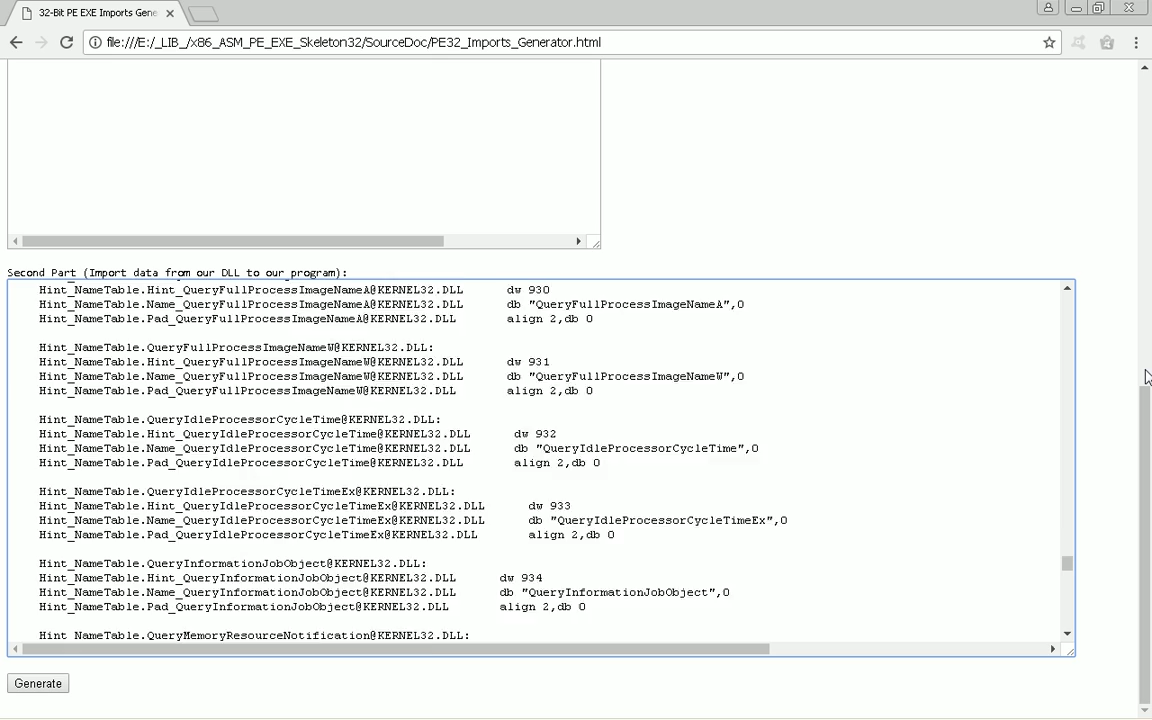 32-Bit PE EXE Imports Gene
file:///E:/_LIB_/x86_ASM_PE_EXE_Skeleton32/SourceDoc/PE32_Imports_Generator.html
Second Part (Import data from our DLL to our program):
Hint_NameTable.Hint_QueryFullProcessImageNameA@KERNEL32.DLL dw 930
Hint_NameTable.Name_QueryFullProcessImageNameA@KERNEL32.DLL db "QueryFullProcessImageNameA",0
Hint_NameTable.Pad_QueryFullProcessImageNameA@KERNEL32.DLL align 2,db 0
Hint_NameTable.QueryFullProcessImageNameW@KERNEL32.DLL:
Hint_NameTable.Hint_QueryFullProcessImageNameW@KERNEL32.DLL dw 931
Hint_NameTable.Name_QueryFullProcessImageNameW@KERNEL32.DLL db "QueryFullProcessImageNameW",0
Hint_NameTable.Pad_QueryFullProcessImageNameW@KERNEL32.DLL align 2,db 0
Hint_NameTable.QueryIdleProcessorCycleTime@KERNEL32.DLL:
Hint_NameTable.Hint_QueryIdleProcessorCycleTime@KERNEL32.DLL dw 932
Hint_NameTable.Name_QueryIdleProcessorCycleTime@KERNEL32.DLL db "QueryIdleProcessorCycleTime",0
Hint_NameTable.Pad_QueryIdleProcessorCycleTime@KERNEL32.DLL align 2,db 0
Hint_NameTable.QueryIdleProcessorCycleTimeEx@KERNEL32.DLL:
Hint_NameTable.Hint_QueryIdleProcessorCycleTimeEx@KERNEL32.DLL dw 933
Hint_NameTable.Name_QueryIdleProcessorCycleTimeEx@KERNEL32.DLL db "QueryIdleProcessorCycleTimeEx",0
Hint_NameTable.Pad_QueryIdleProcessorCycleTimeEx@KERNEL32.DLL align 2,db 0
Hint_NameTable.QueryInformationJobObject@KERNEL32.DLL:
Hint_NameTable.Hint_QueryInformationJobObject@KERNEL32.DLL dw 934
Hint_NameTable.Name_QueryInformationJobObject@KERNEL32.DLL db "QueryInformationJobObject",0
Hint_NameTable.Pad_QueryInformationJobObject@KERNEL32.DLL align 2,db 0
Hint_NameTable.QueryMemoryResourceNotification@KERNEL32.DLL:
Generate